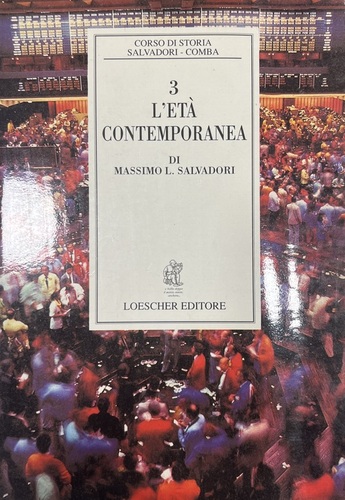 CORSO DI STORIA
SALVADORI - COMBA
3
L'ETÀ
CONTEMPORANEA
DI
MASSIMO L. SALVADORI
LOESCHER EDITORE